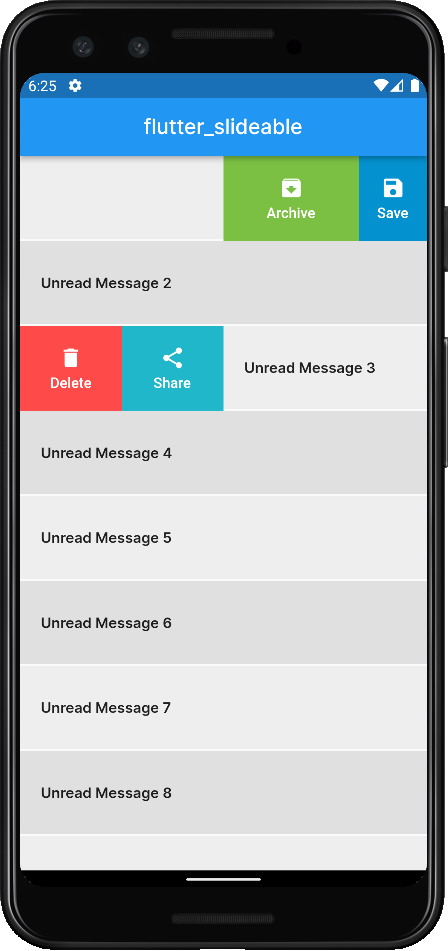 6:25
flutter_slideable
Archive
Save
Unread Message 2
Delete
Share
Unread Message 3
Unread Message 4
Unread Message 5
Unread Message 6
Unread Message 7
Unread Message 8